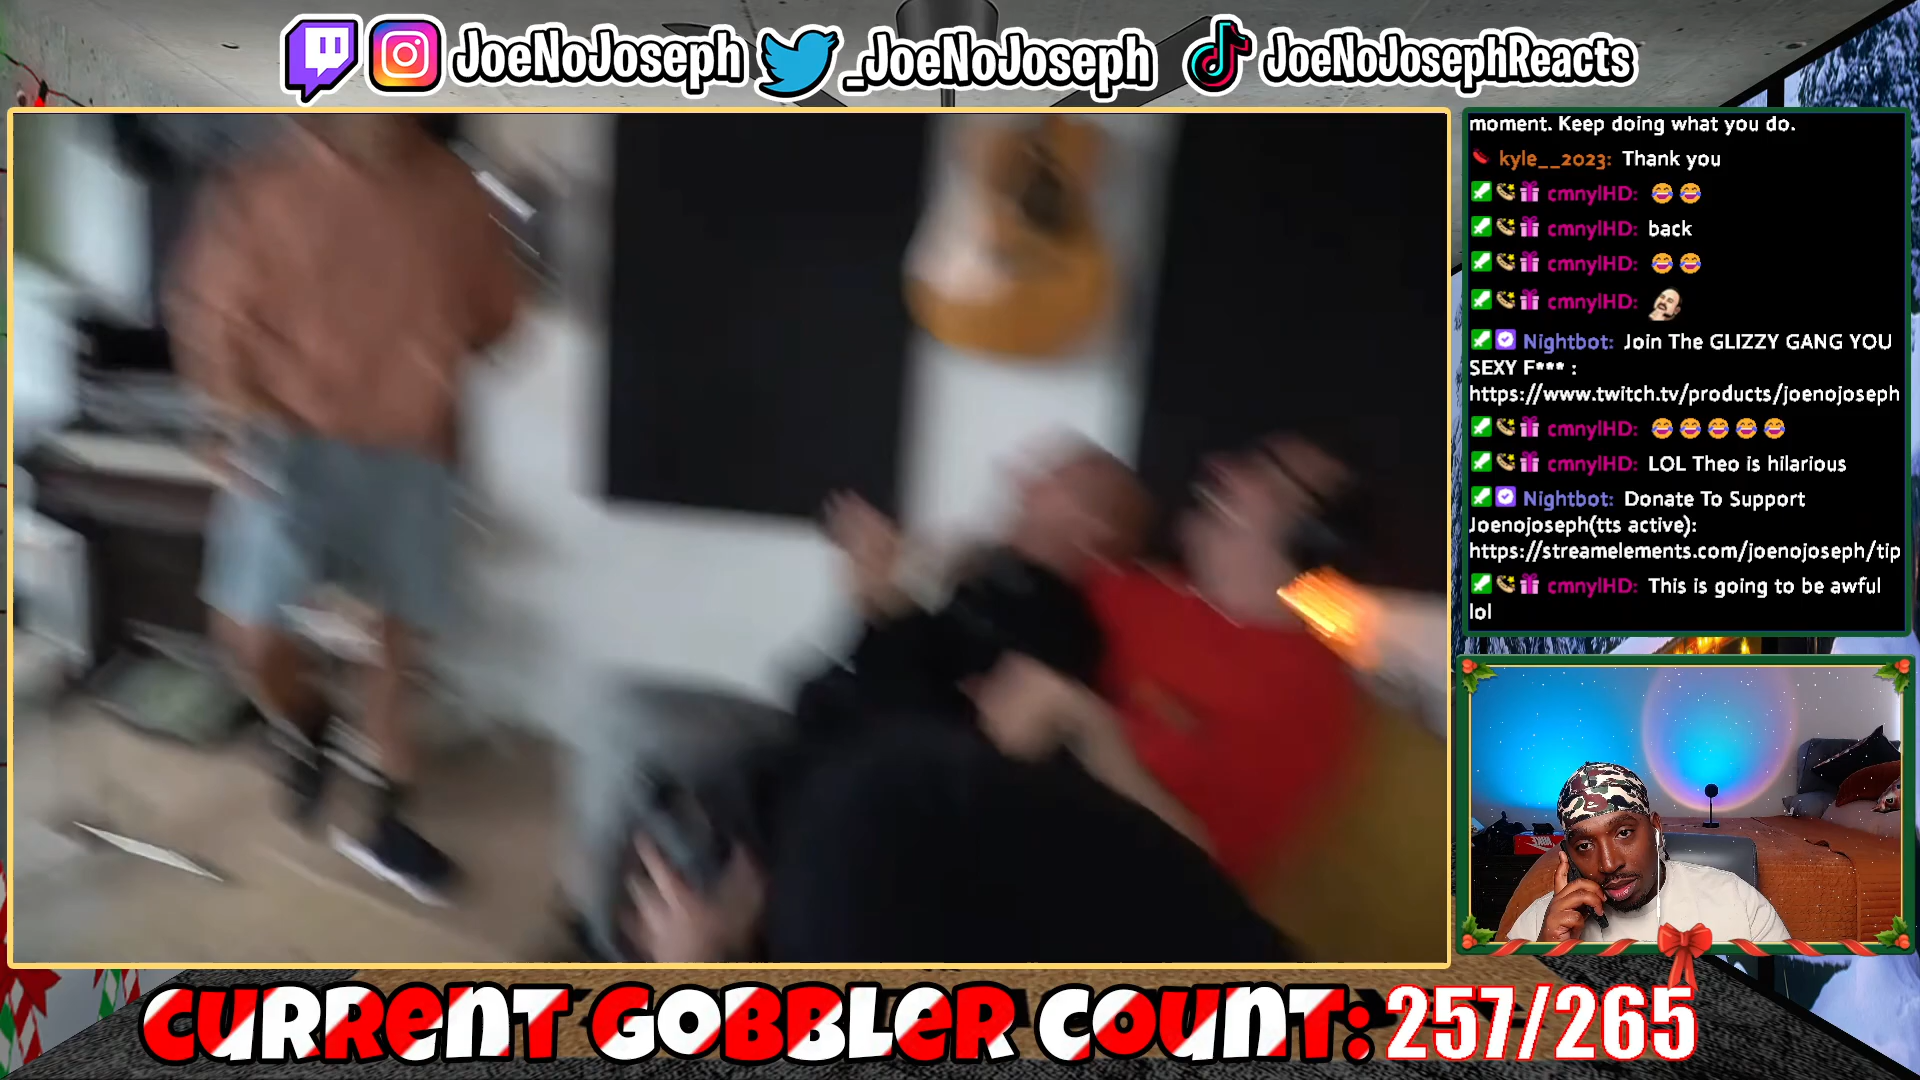 JoeNoJoseph _JoeNoJoseph JoeNoJosephReacts
moment. Keep doing what you do.
kyle__2023: Thank you
cmnylHD: 😂 😂
cmnylHD: back
cmnylHD: 😂 😂
cmnylHD:
Nightbot: Join The GLIZZY GANG YOU
SEXY F*** :
https://www.twitch.tv/products/joenojoseph
cmnylHD: 😂 😂 😂 😂 😂
cmnylHD: LOL Theo is hilarious
Nightbot: Donate To Support
Joenojoseph(tts active):
https://streamelements.com/joenojoseph/tip
cmnylHD: This is going to be awful
lol
CURRENT GOBBLER COUNT: 257/265